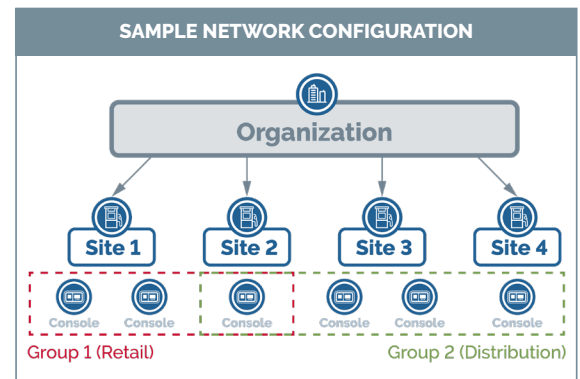 SAMPLE NETWORK CONFIGURATION
Organization
Site 1 Site 2 Site 3 Site 4
Console Console Console Console Console Console
Group 1 (Retail) Group 2 (Distribution)